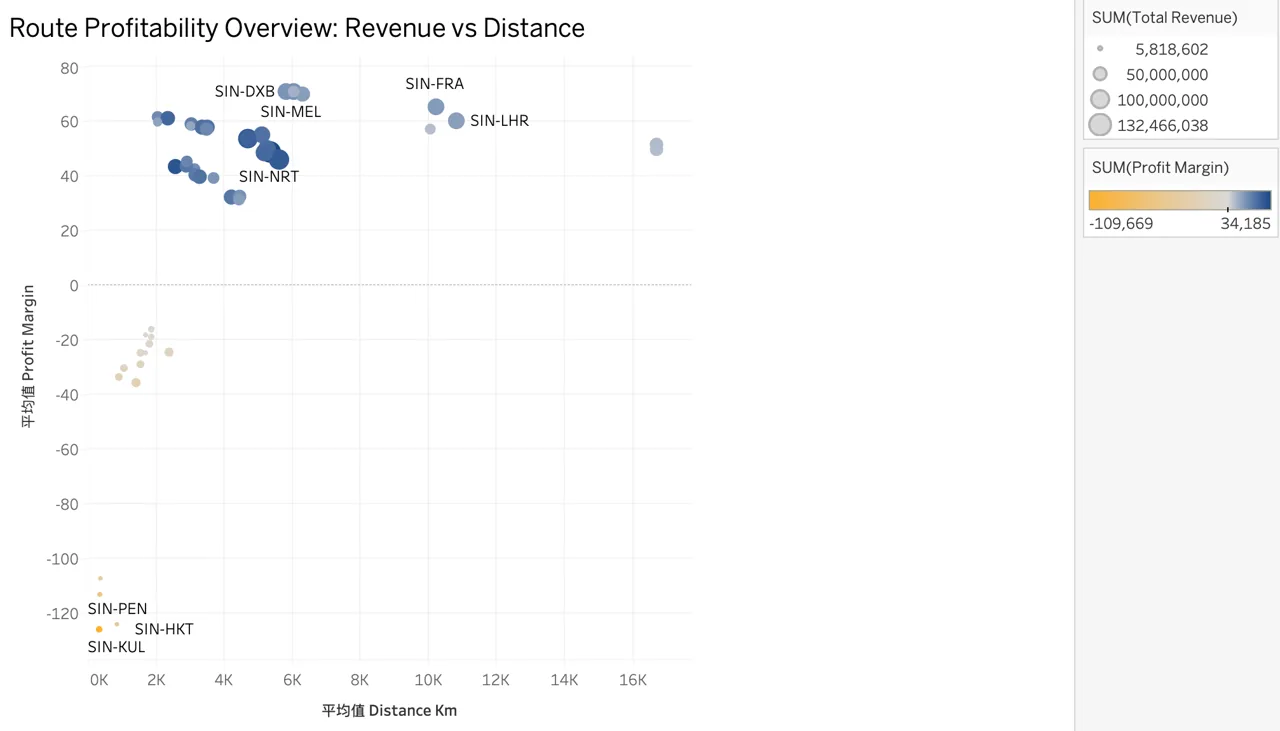 Route Profitability Overview: Revenue vs Distance
80
60
40
20
0
-20
-40
-60
-80
-100
-120
平均值 Profit Margin
SIN-DXB
SIN-MEL
SIN-FRA
SIN-LHR
SIN-NRT
SIN-PEN
SIN-HKT
SIN-KUL
0K 2K 4K 6K 8K 10K 12K 14K 16K
平均值 Distance Km
SUM(Total Revenue)
5,818,602
50,000,000
100,000,000
132,466,038
SUM(Profit Margin)
-109,669 34,185